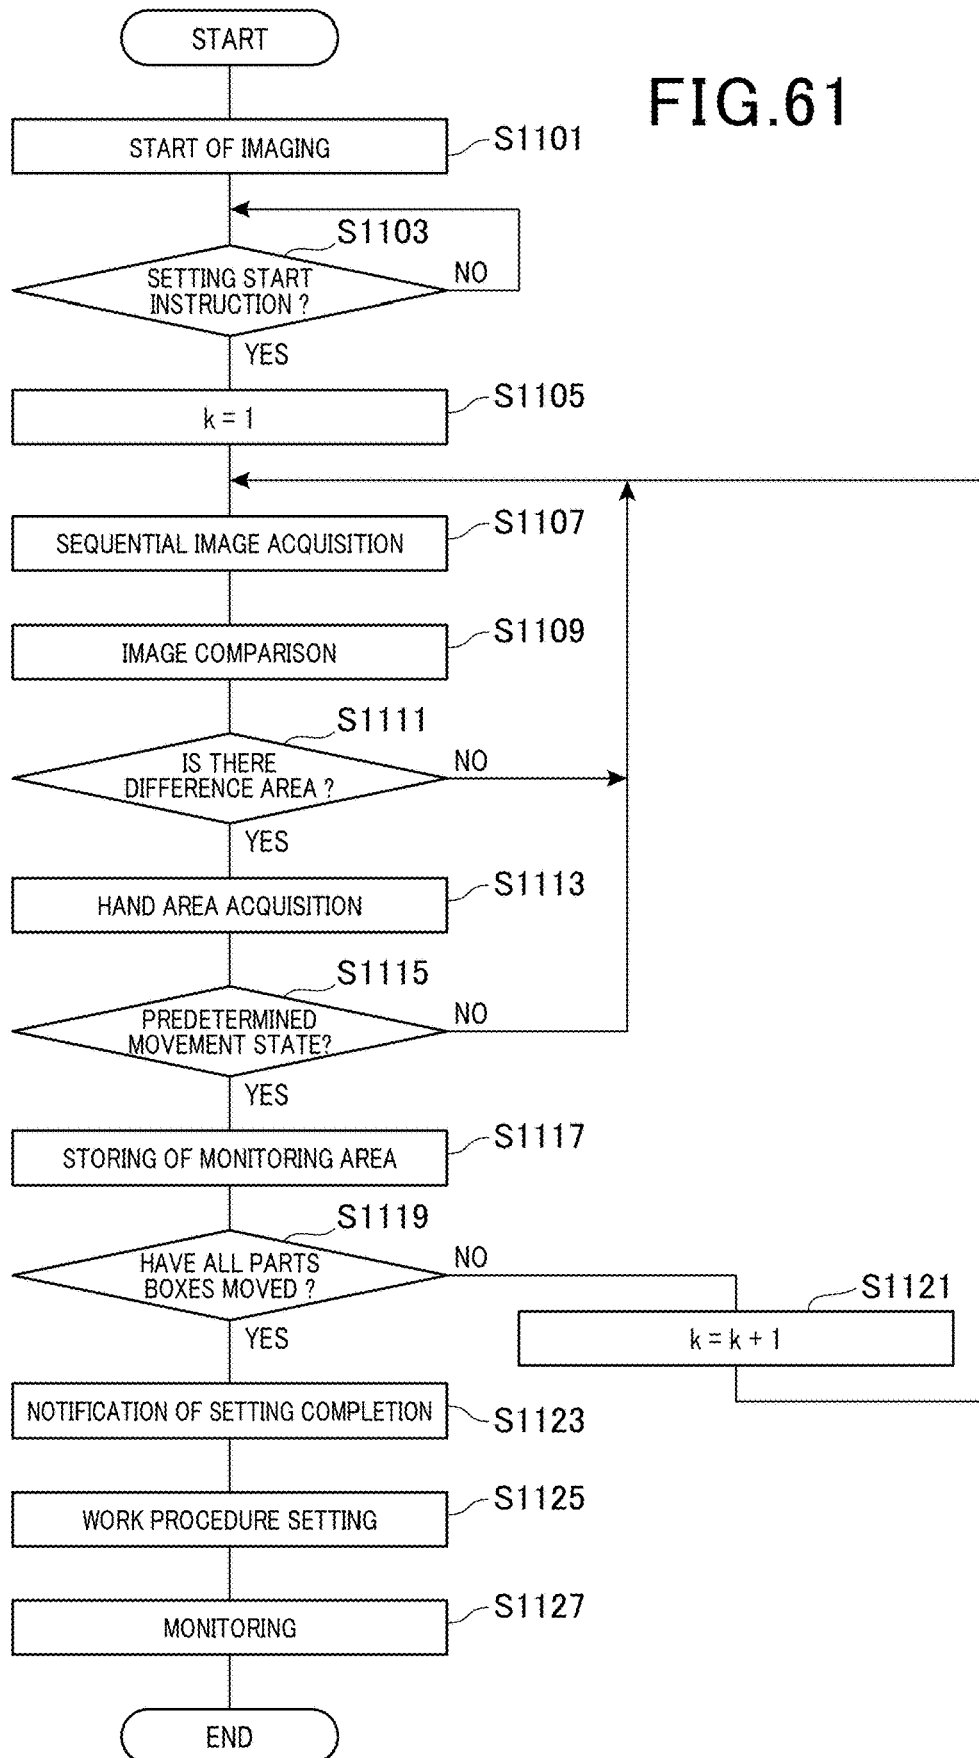 START
FIG.61
START OF IMAGING
S1101
S1103
SETTING START
INSTRUCTION ?
NO
YES
k = 1
S1105
SEQUENTIAL IMAGE ACQUISITION
S1107
IMAGE COMPARISON
S1109
S1111
IS THERE
DIFFERENCE AREA ?
NO
YES
HAND AREA ACQUISITION
S1113
S1115
PREDETERMINED
MOVEMENT STATE?
NO
YES
STORING OF MONITORING AREA
S1117
S1119
HAVE ALL PARTS
BOXES MOVED ?
NO
YES
S1121
k = k + 1
NOTIFICATION OF SETTING COMPLETION
S1123
WORK PROCEDURE SETTING
S1125
MONITORING
S1127
END